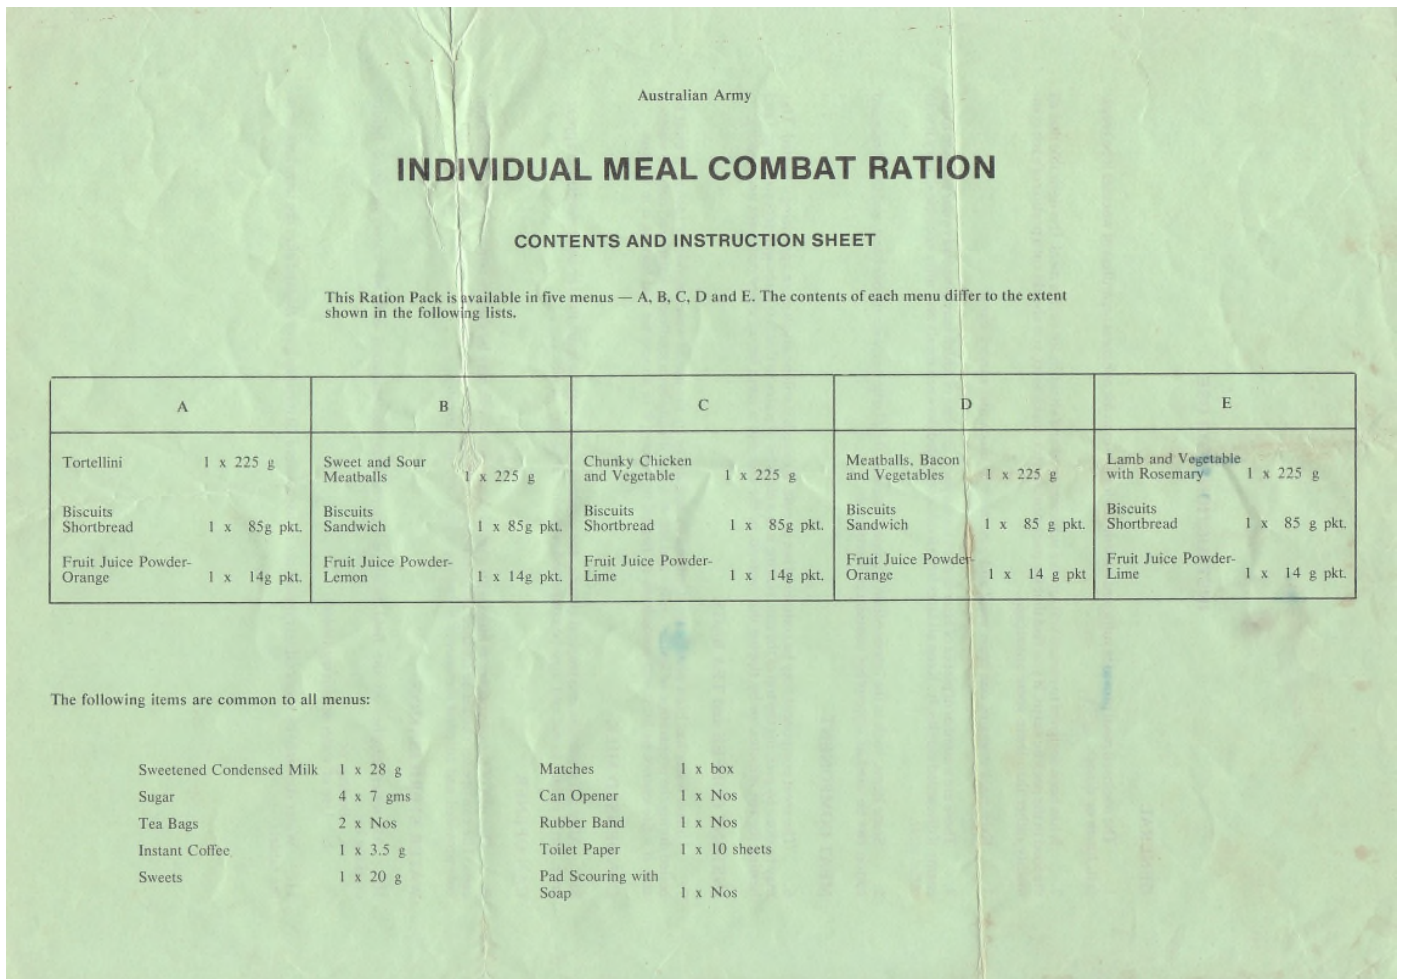 Australian Army
INDIVIDUAL MEAL COMBAT RATION
CONTENTS AND INSTRUCTION SHEET
This Ration Pack is available in five menus — A, B, C, D and E. The contents of each menu differ to the extent
shown in the following lists.
A
B
C
D
E
Tortellini 1 x 225 g
Sweet and Sour
Meatballs 1 x 225 g
Chunky Chicken
and Vegetable 1 x 225 g
Meatballs, Bacon
and Vegetables 1 x 225 g
Lamb and Vegetable
with Rosemary 1 x 225 g
Biscuits
Shortbread 1 x 85g pkt.
Biscuits
Sandwich 1 x 85g pkt.
Biscuits
Shortbread 1 x 85g pkt.
Biscuits
Sandwich 1 x 85 g pkt.
Biscuits
Shortbread 1 x 85 g pkt.
Fruit Juice Powder-
Orange 1 x 14g pkt.
Fruit Juice Powder-
Lemon 1 x 14g pkt.
Fruit Juice Powder-
Lime 1 x 14g pkt.
Fruit Juice Powder-
Orange 1 x 14 g pkt
Fruit Juice Powder-
Lime 1 x 14 g pkt.
The following items are common to all menus:
Sweetened Condensed Milk 1 x 28 g
Sugar 4 x 7 gms
Tea Bags 2 x Nos
Instant Coffee 1 x 3.5 g
Sweets 1 x 20 g
Matches 1 x box
Can Opener 1 x Nos
Rubber Band 1 x Nos
Toilet Paper 1 x 10 sheets
Pad Scouring with
Soap 1 x Nos